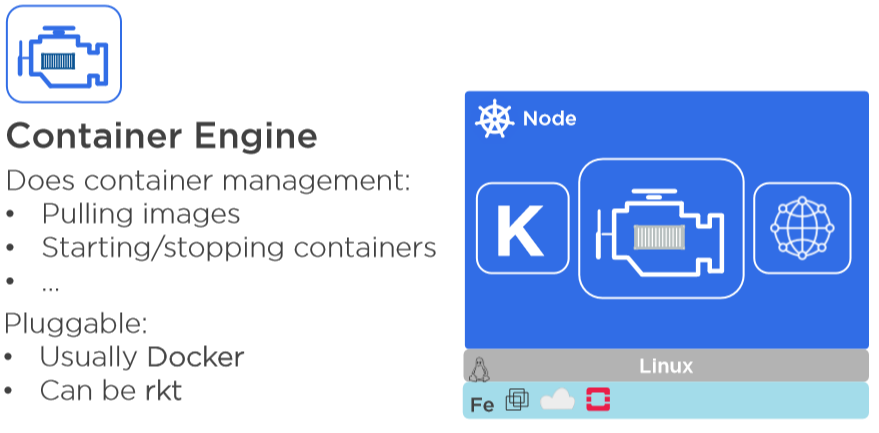 Container Engine
Does container management:
• Pulling images
• Starting/stopping containers
• ...
Pluggable:
• Usually Docker
• Can be rkt
Node
K
Linux
Fe